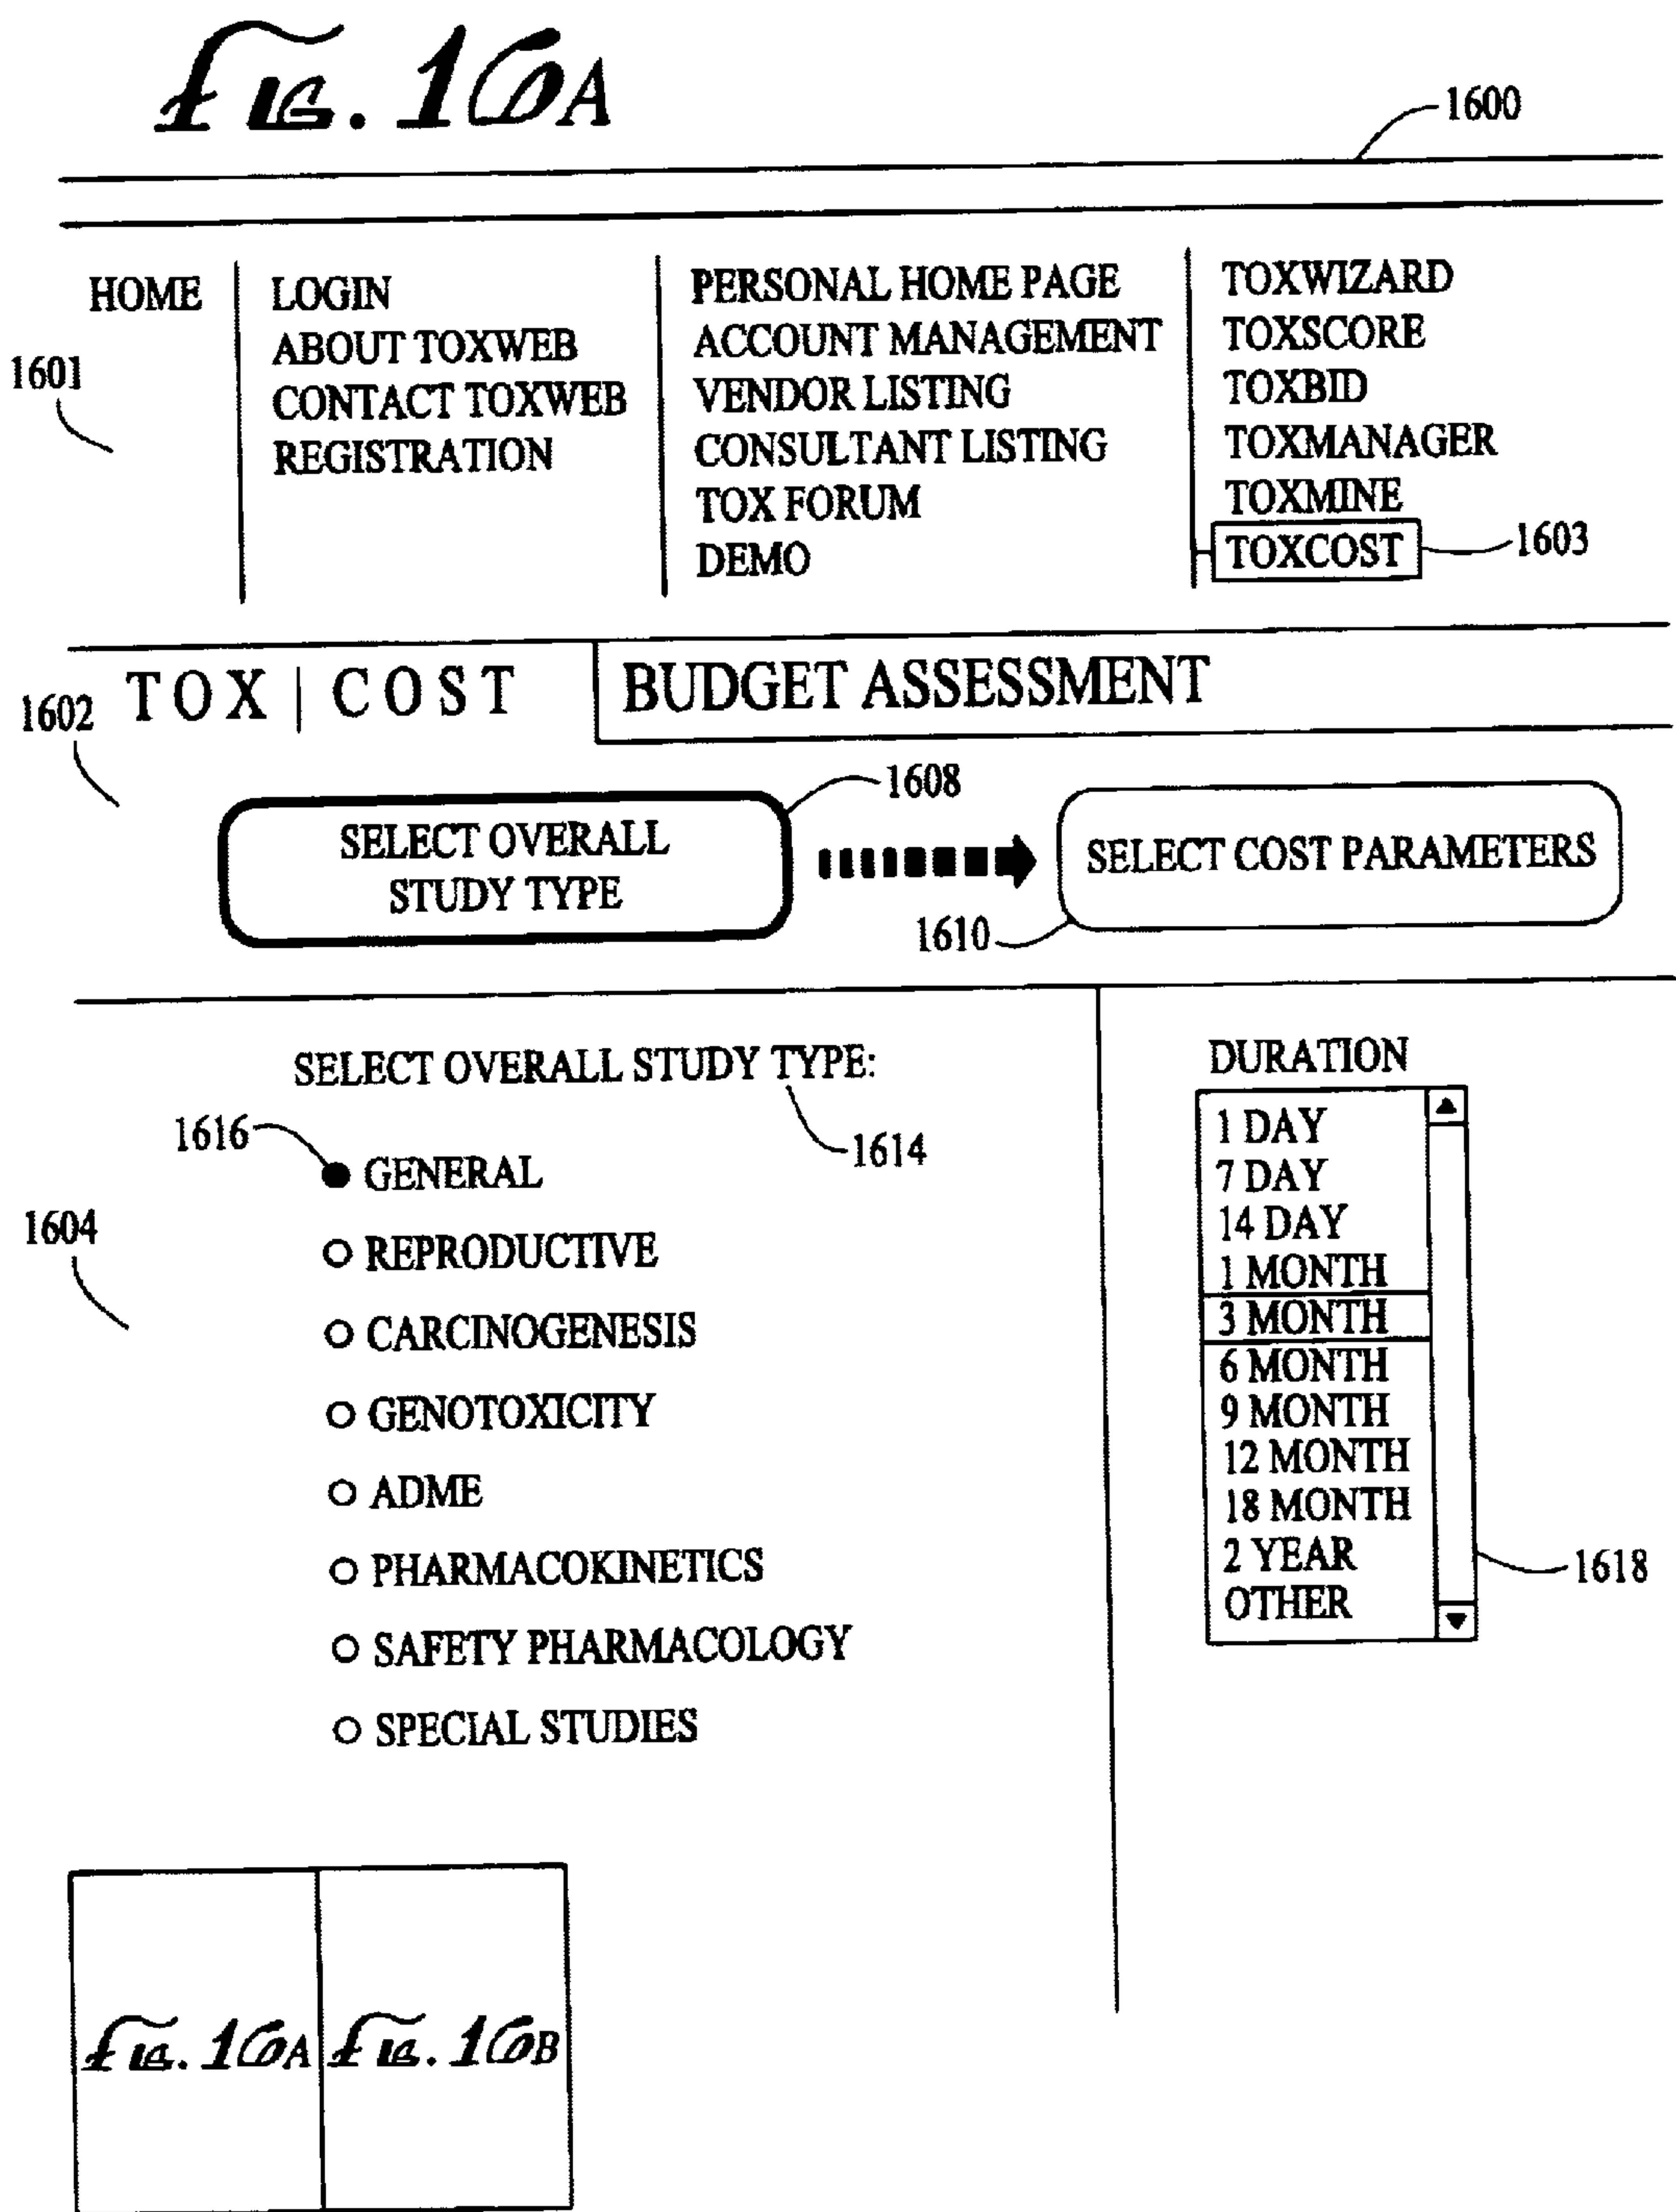 FIG. 16A
1600
HOME
LOGIN
ABOUT TOXWEB
CONTACT TOXWEB
REGISTRATION
PERSONAL HOME PAGE
ACCOUNT MANAGEMENT
VENDOR LISTING
CONSULTANT LISTING
TOX FORUM
DEMO
TOXWIZARD
TOXSCORE
TOXBID
TOXMANAGER
TOXMINE
TOXCOST
1601
1603
TOX | COST
BUDGET ASSESSMENT
1602
1608
SELECT OVERALL
STUDY TYPE
SELECT COST PARAMETERS
1610
SELECT OVERALL STUDY TYPE:
1616
1614
GENERAL
1604
REPRODUCTIVE
CARCINOGENESIS
GENOTOXICITY
ADME
PHARMACOKINETICS
SAFETY PHARMACOLOGY
SPECIAL STUDIES
DURATION
1 DAY
7 DAY
14 DAY
1 MONTH
3 MONTH
6 MONTH
9 MONTH
12 MONTH
18 MONTH
2 YEAR
OTHER
1618
FIG. 16A
FIG. 16B